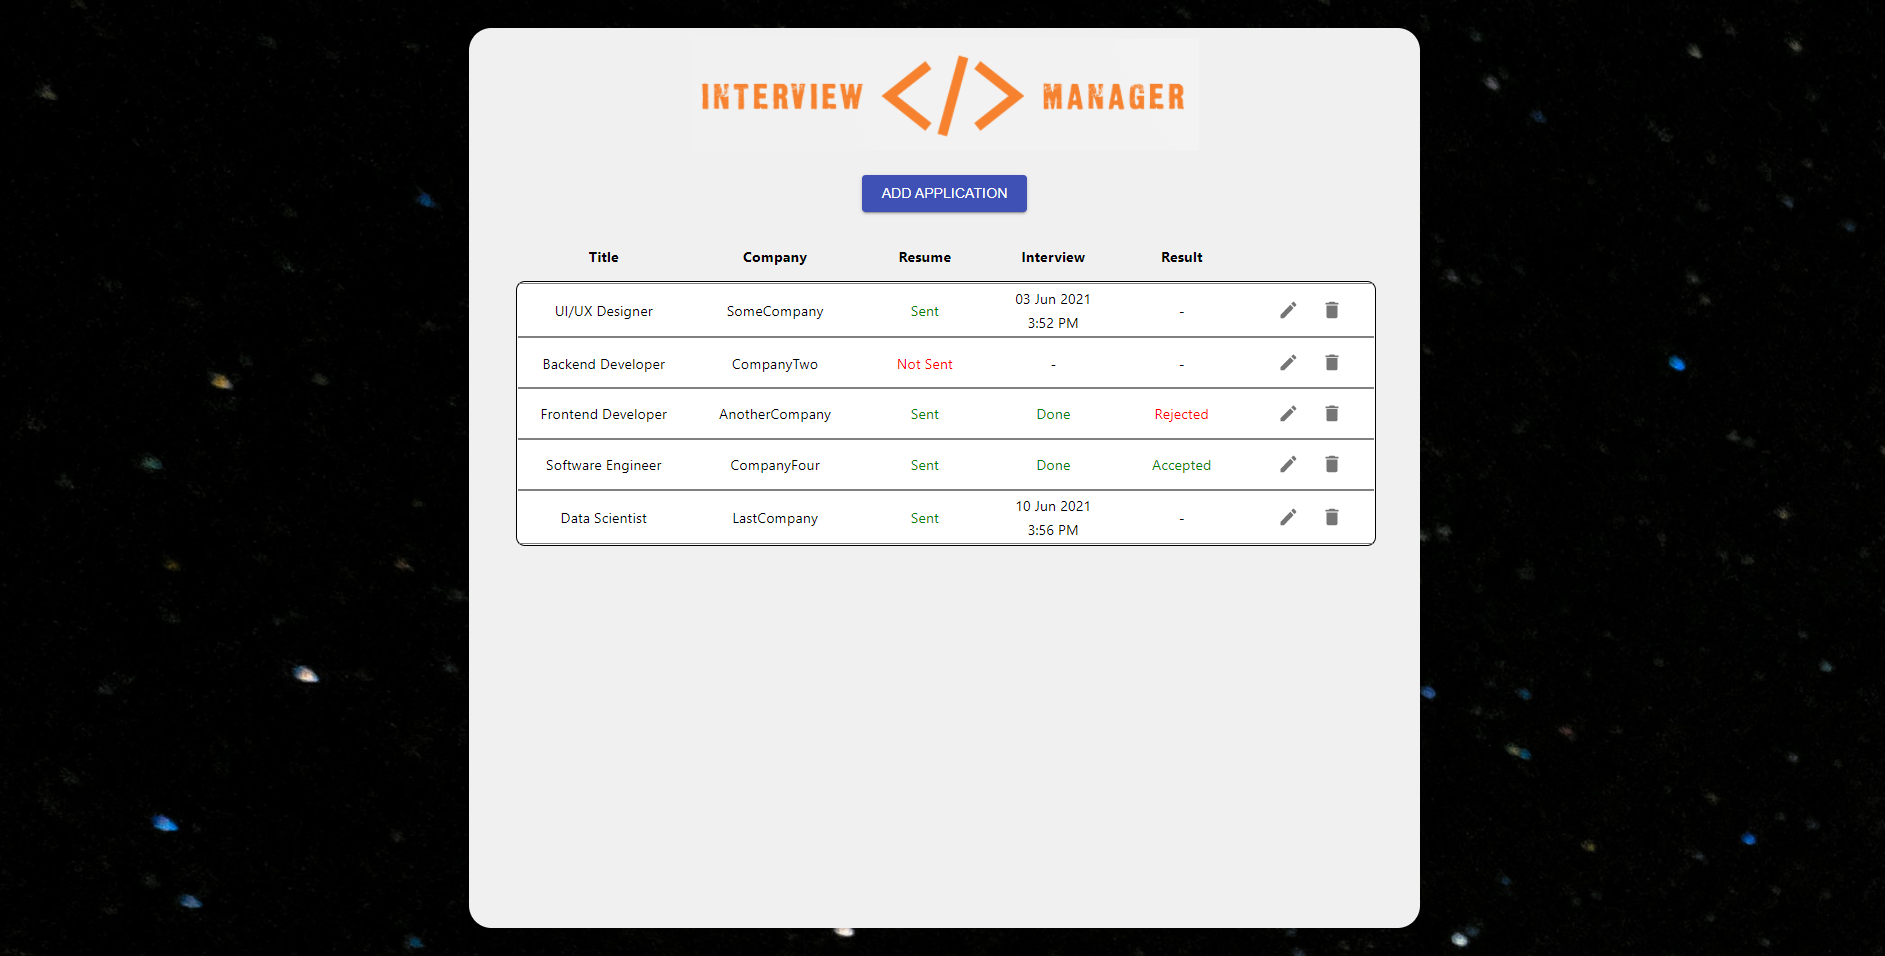 INTERVIEW </> MANAGER
ADD APPLICATION
Title Company Resume Interview Result
UI/UX Designer SomeCompany Sent 03 Jun 2021 3:52 PM -
Backend Developer CompanyTwo Not Sent - -
Frontend Developer AnotherCompany Sent Done Rejected
Software Engineer CompanyFour Sent Done Accepted
Data Scientist LastCompany Sent 10 Jun 2021 3:56 PM -